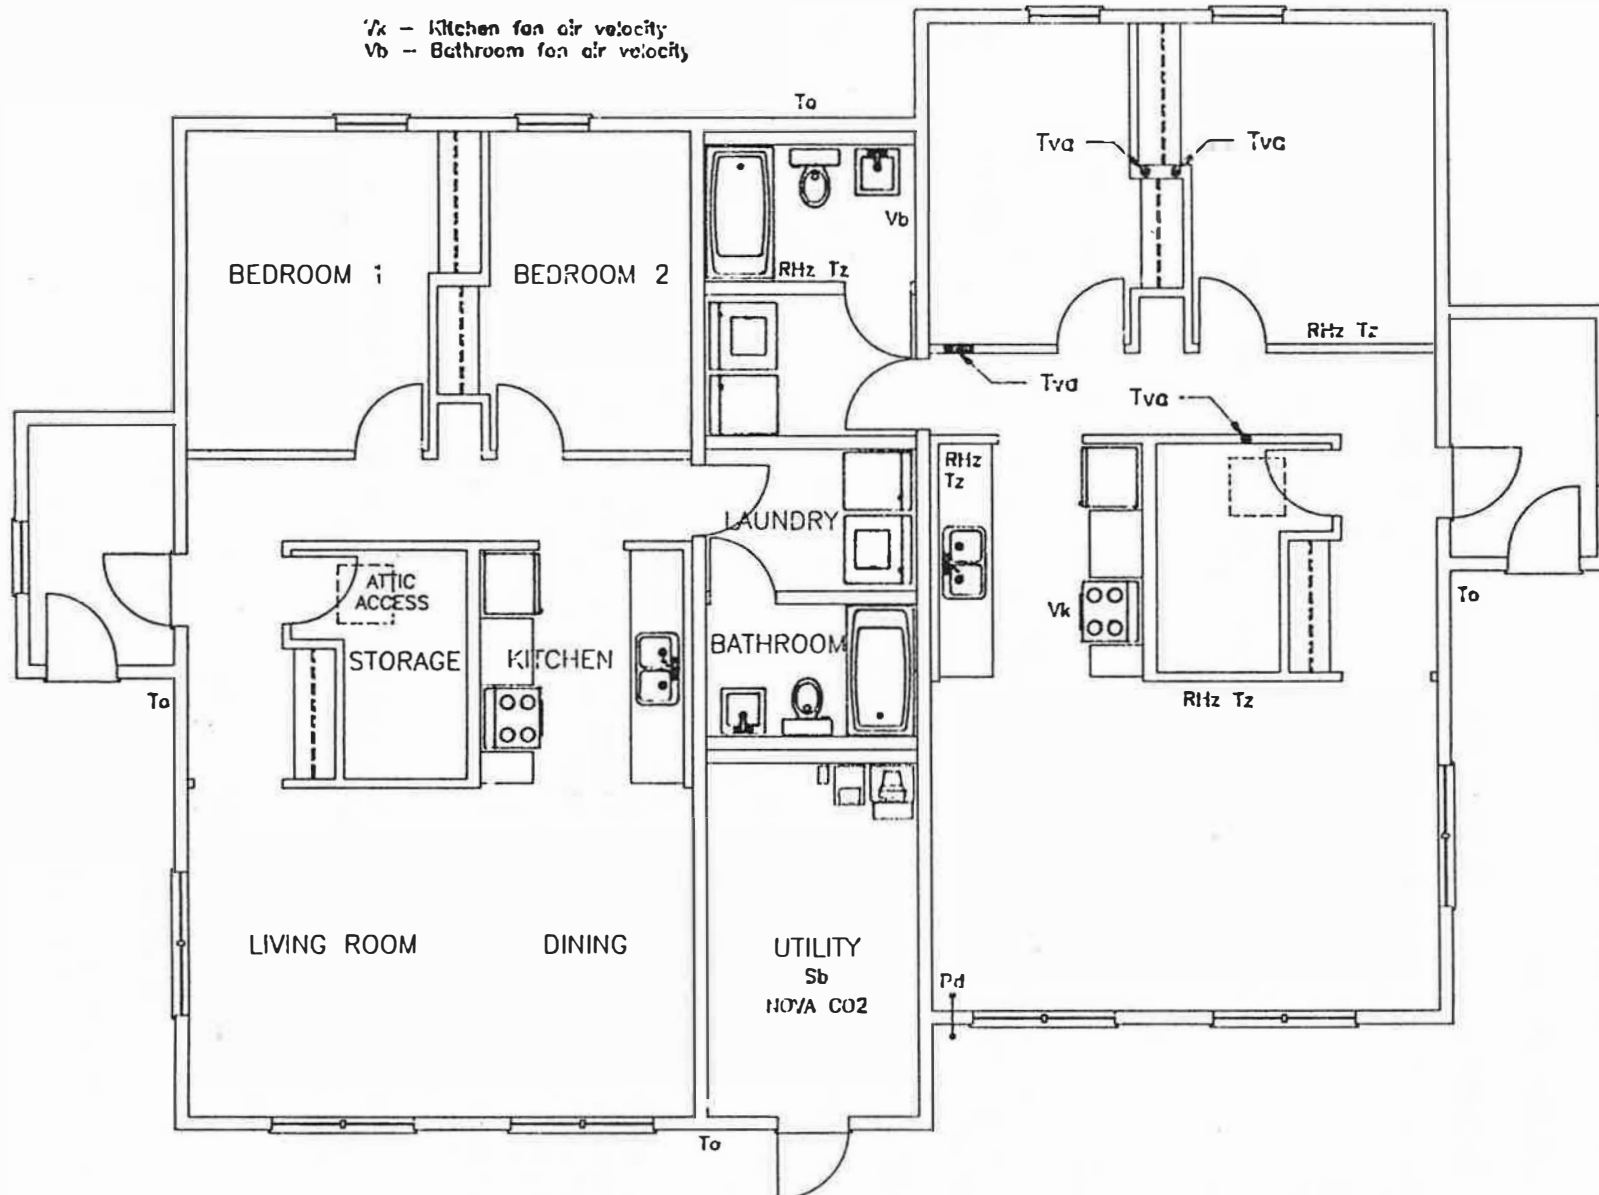 Vk – Kitchen fan air velocity
Vb – Bathroom fan air velocity
To
Tva
Tva
Vb
BEDROOM 1
BEDROOM 2
RHz Tz
RHz Tz
Tva
Tva
RHz
Tz
LAUNDRY
ATTIC
ACCESS
To
Vk
BATHROOM
STORAGE
KITCHEN
To
RHz Tz
LIVING ROOM
DINING
UTILITY
Sb
NOVA CO2
Pd
To